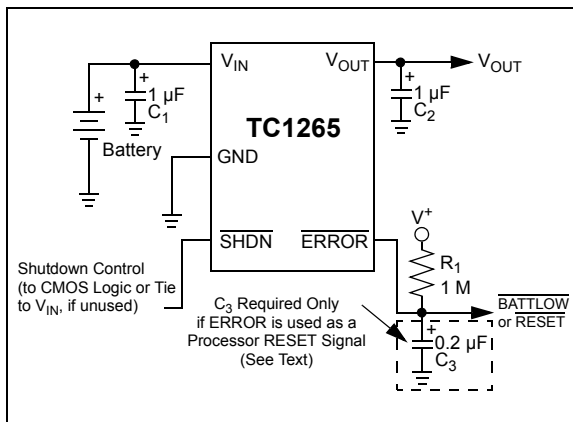 V_IN
V_OUT
V_OUT
+
1 µF
C_1
+
1 µF
C_2
+
Battery
TC1265
GND
SHDN
ERROR
V^+
R_1
1 M
Shutdown Control
(to CMOS Logic or Tie
to V_IN, if unused)
C_3 Required Only
if ERROR is used as a
Processor RESET Signal
(See Text)
BATTLOW
or RESET
+
0.2 µF
C_3